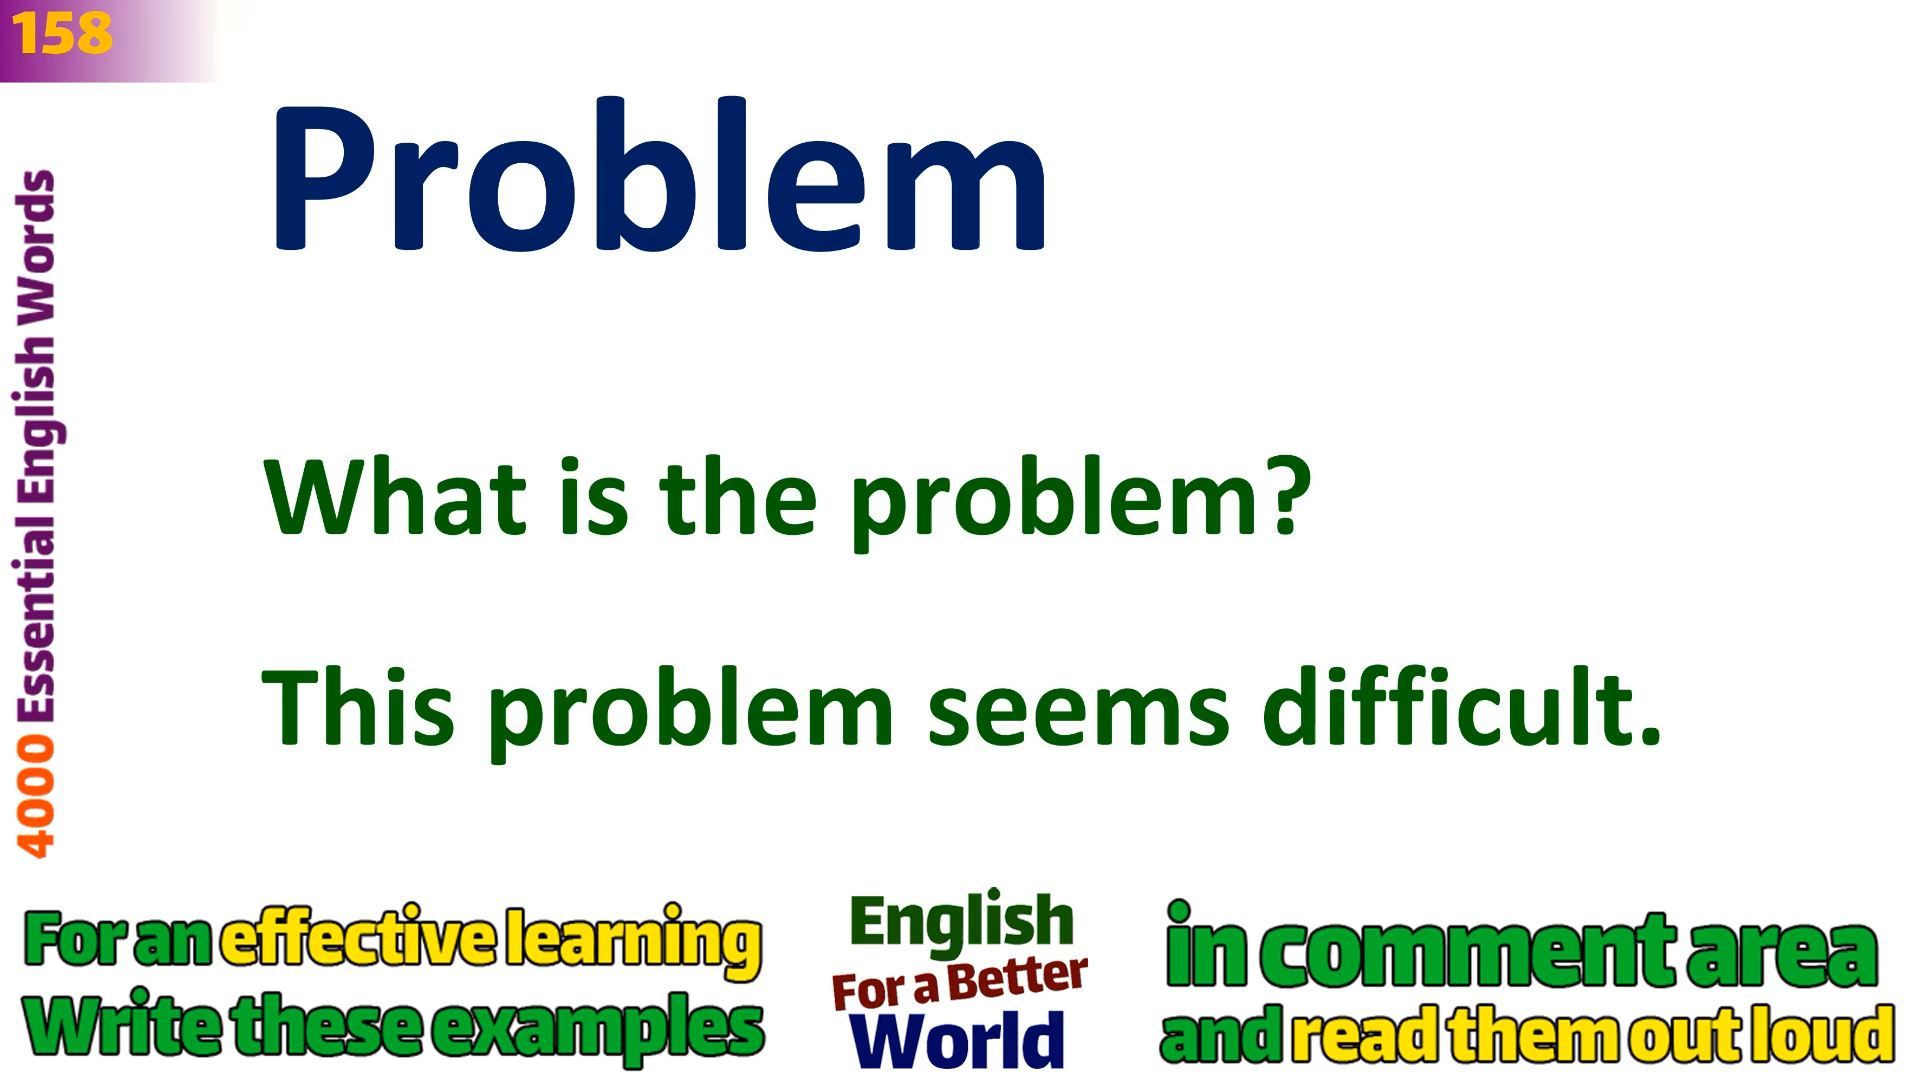 158
Problem
4000 Essential English Words
What is the problem?
This problem seems difficult.
For an effective learning
Write these examples
English
For a Better
World
in comment area
and read them out loud